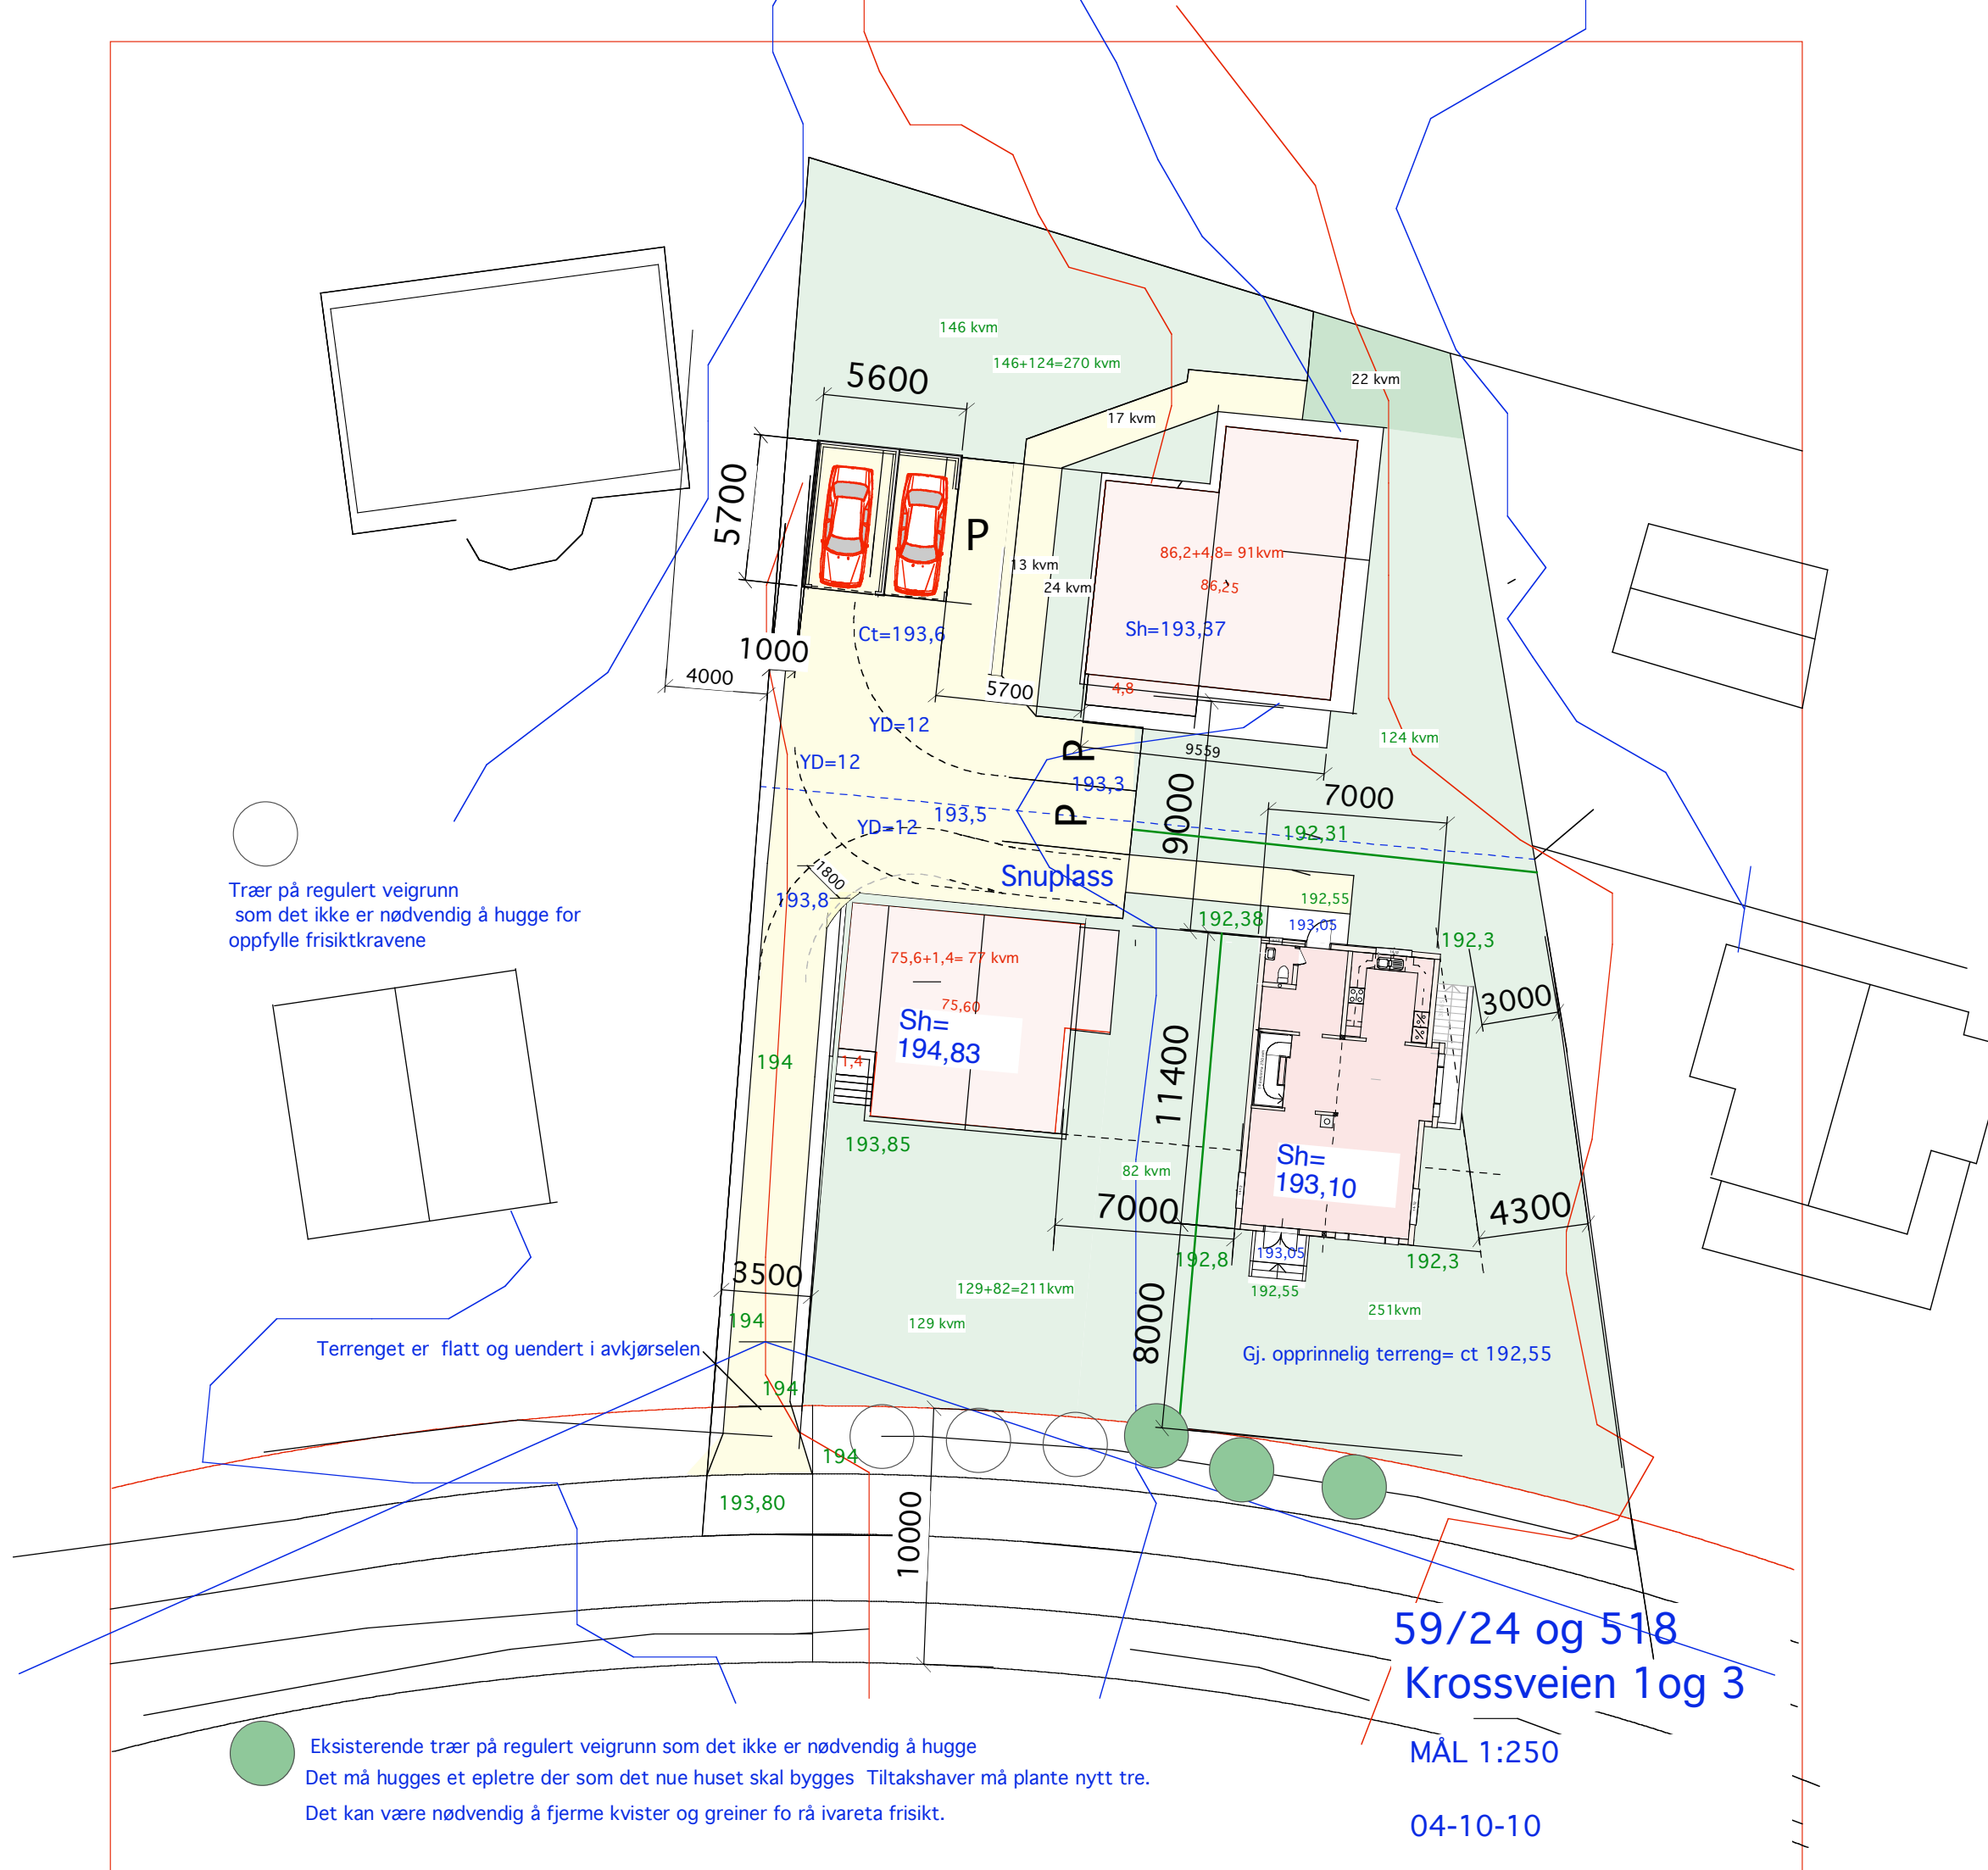 146 kvm
146+124=270 kvm
22 kvm
5600
17 kvm
5700
P
13 kvm
24 kvm
86,2+4,8= 91kvm
86,25
Ct=193,6
Sh=193,37
1000
4000
5700
4,8
YD=12
124 kvm
P
9559
YD=12
193,3
7000
193,5
P
9000
YD=12
192,31
1800
Snuplass
193,8
192,55
192,38
193,05
192,3
Trær på regulert veigrunn
som det ikke er nødvendig å hugge for
oppfylle frisiktkravene
75,6+1,4= 77 kvm
75,60
3000
Sh=
194,83
194
1,4
11400
193,85
82 kvm
Sh=
193,10
7000
4300
192,8
193,05
192,3
3500
129+82=211kvm
192,55
251kvm
194
129 kvm
8000
Terrenget er  flatt og uendert i avkjørselen
Gj. opprinnelig terreng= ct 192,55
194
194
193,80
10000
59/24 og 518
Krossveien 1og 3
MÅL 1:250
04-10-10
Eksisterende trær på regulert veigrunn som det ikke er nødvendig å hugge
Det må hugges et epletre der som det nue huset skal bygges  Tiltakshaver må plante nytt tre.
Det kan være nødvendig å fjerme kvister og greiner fo rå ivareta frisikt.